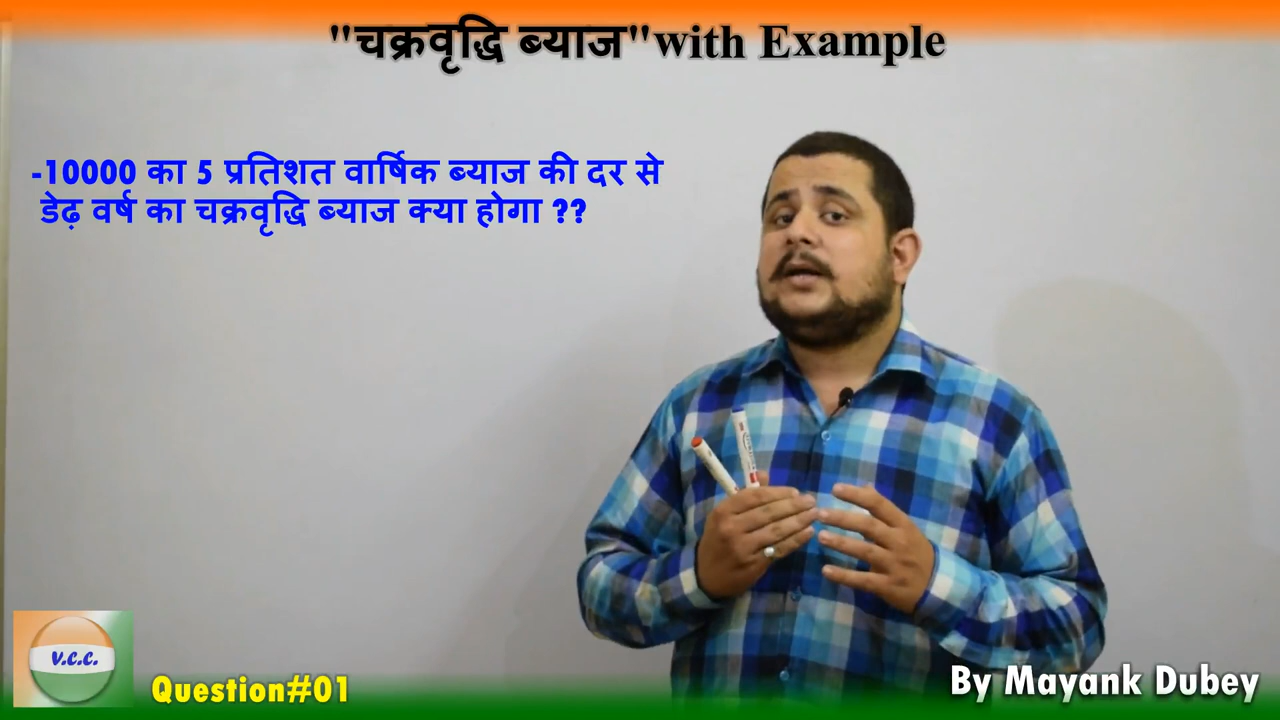 "चक्रवृद्धि ब्याज"with Example
-10000 का 5 प्रतिशत वार्षिक ब्याज की दर से
डेढ़ वर्ष का चक्रवृद्धि ब्याज क्या होगा ??
V.C.C.
Question#01
By Mayank Dubey